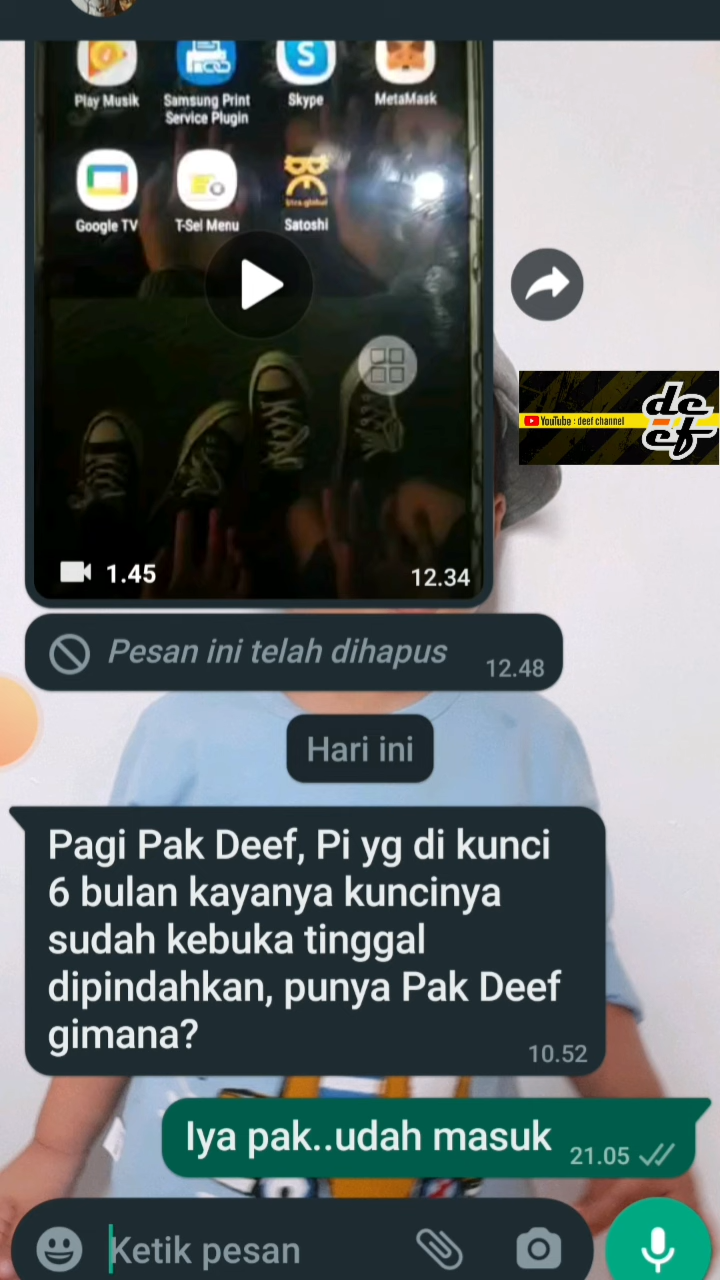 Play Musik
Samsung Print
Service Plugin
Skype
MetaMask
Google TV
T-Sel Menu
Satoshi
YouTube : deef channel
deef
1.45
12.34
Pesan ini telah dihapus
12.48
Hari ini
Pagi Pak Deef, Pi yg di kunci
6 bulan kayanya kuncinya
sudah kebuka tinggal
dipindahkan, punya Pak Deef
gimana?
10.52
Iya pak..udah masuk
21.05
Ketik pesan